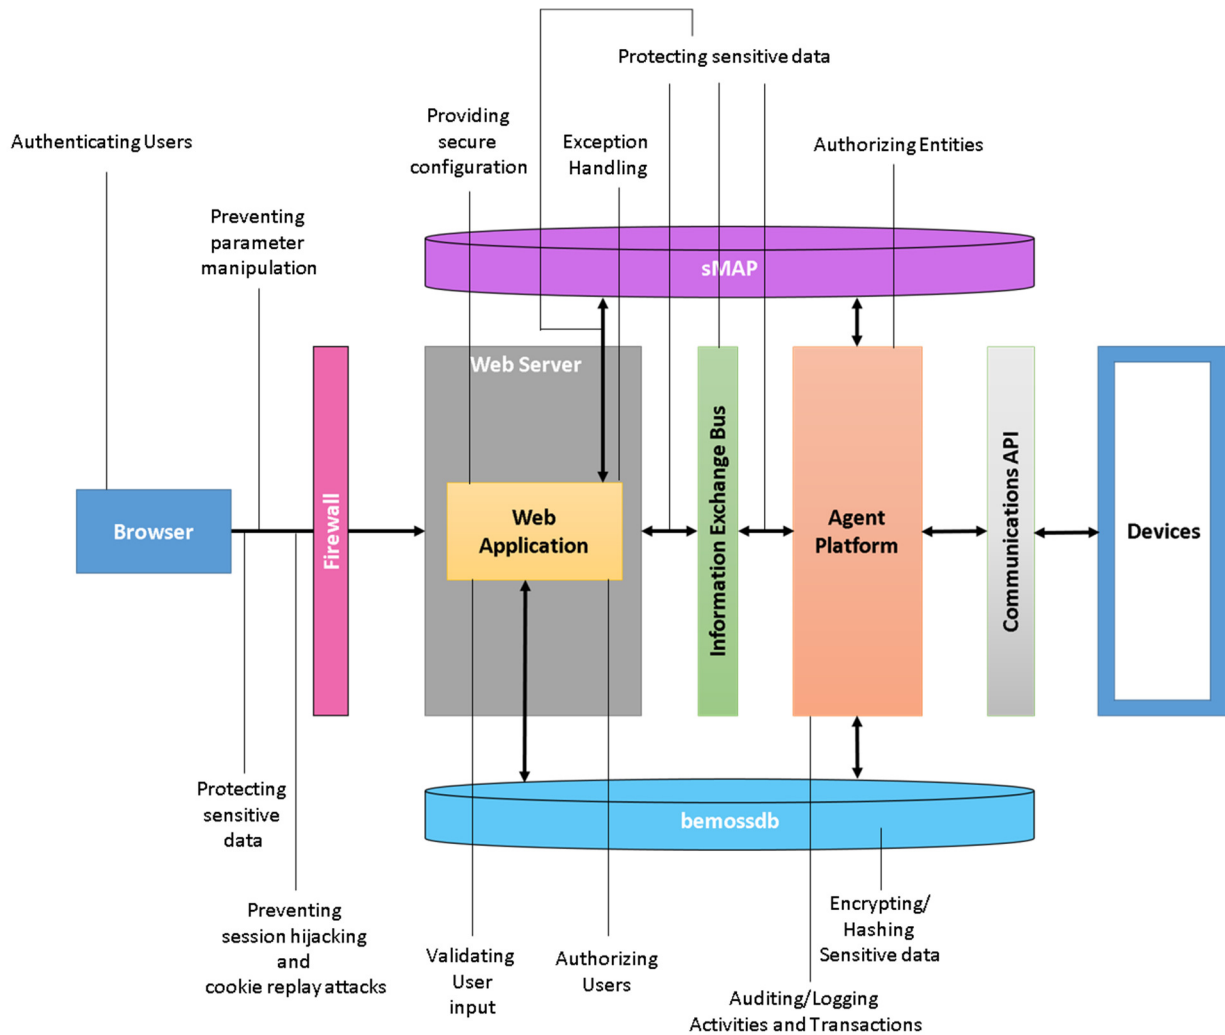 Protecting sensitive data
Providing
secure
configuration
Exception
Handling
Authenticating Users
Authorizing Entities
Preventing
parameter
manipulation
sMAP
Web Server
Firewall
Information Exchange Bus
Communications API
Browser
Web
Application
Agent
Platform
Devices
Protecting
sensitive
data
bemossdb
Preventing
session hijacking
and
cookie replay attacks
Validating
User
input
Authorizing
Users
Encrypting/
Hashing
Sensitive data
Auditing/Logging
Activities and Transactions